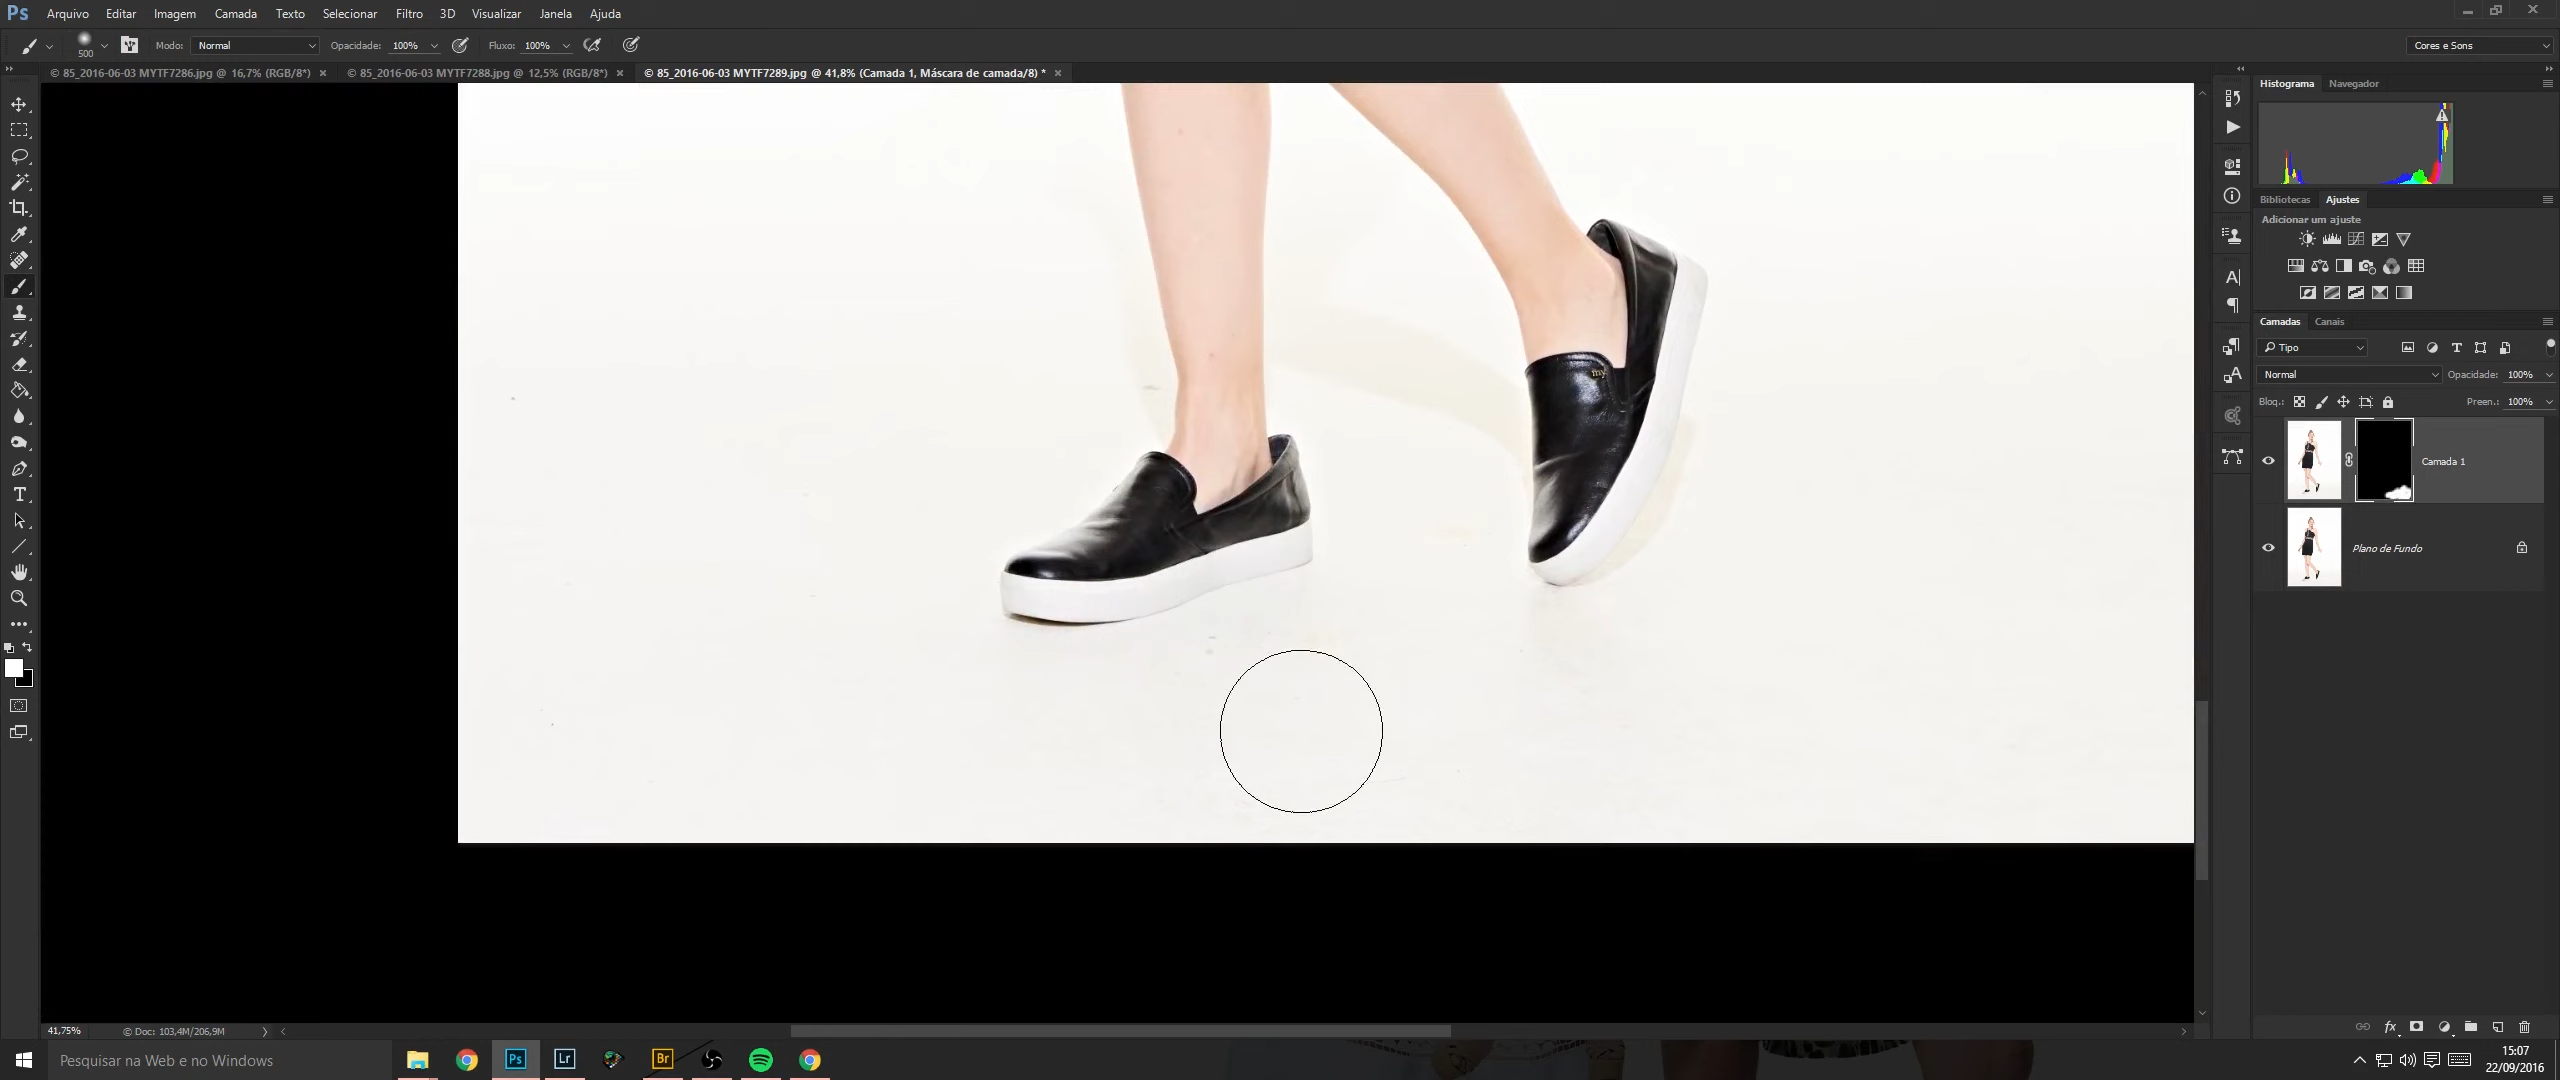 Ps Arquivo Editar Imagem Camada Texto Selecionar Filtro 3D Visualizar Janela Ajuda
500 Modo: Normal Opacidade: 100% Fluxo: 100% Cores e Sons
© 85_2016-06-03 MYTF7286.jpg @ 16,7% (RGB/8*) × © 85_2016-06-03 MYTF7288.jpg @ 12,5% (RGB/8*) × © 85_2016-06-03 MYTF7289.jpg @ 41,8% (Camada 1, Máscara de camada/8) * ×
Histograma Navegador
Bibliotecas Ajustes
Adicionar um ajuste
Camadas Canais
Tipo
Normal Opacidade: 100%
Bloq.: Preen.: 100%
my
Camada 1
Plano de Fundo
41,75% © Doc: 103,4M/206,9M
Pesquisar na Web e no Windows
Ps Lr Br
15:07
22/09/2016